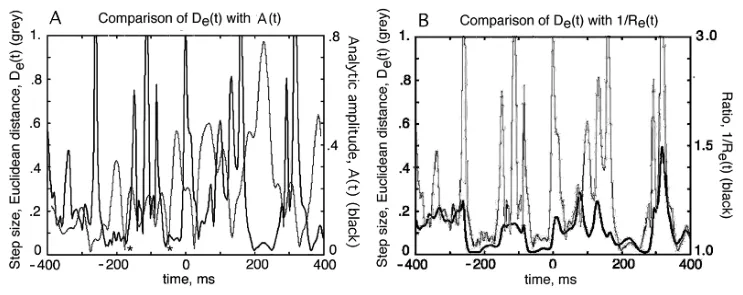 A Comparison of De(t) with A(t)
Step size, Euclidean distance, De(t) (grey)
1.
.8
.6
.4
.2
0
.8
.4
0
Analytic amplitude, A(t) (black)
* *
-400 -200 0 200 400
time, ms
B Comparison of De(t) with 1/Re(t)
Step size, Euclidean distance, De(t) (grey)
1.
.8
.6
.4
.2
0
3.0
1.5
1.0
Ratio, 1/Re(t) (black)
-400 -200 0 200 400
time, ms